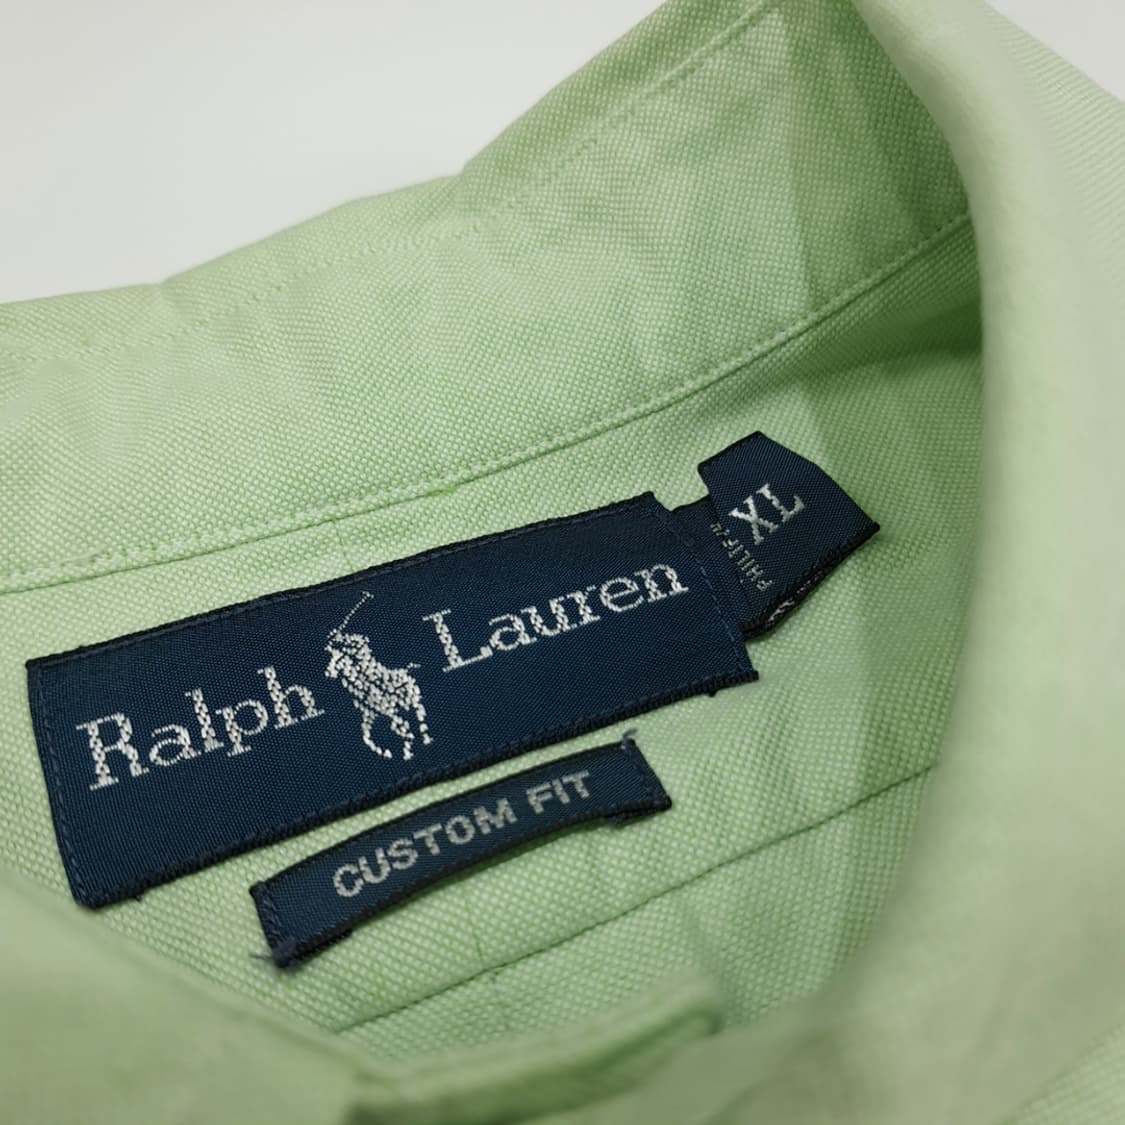 Ralph Lauren
XL
CUSTOM FIT